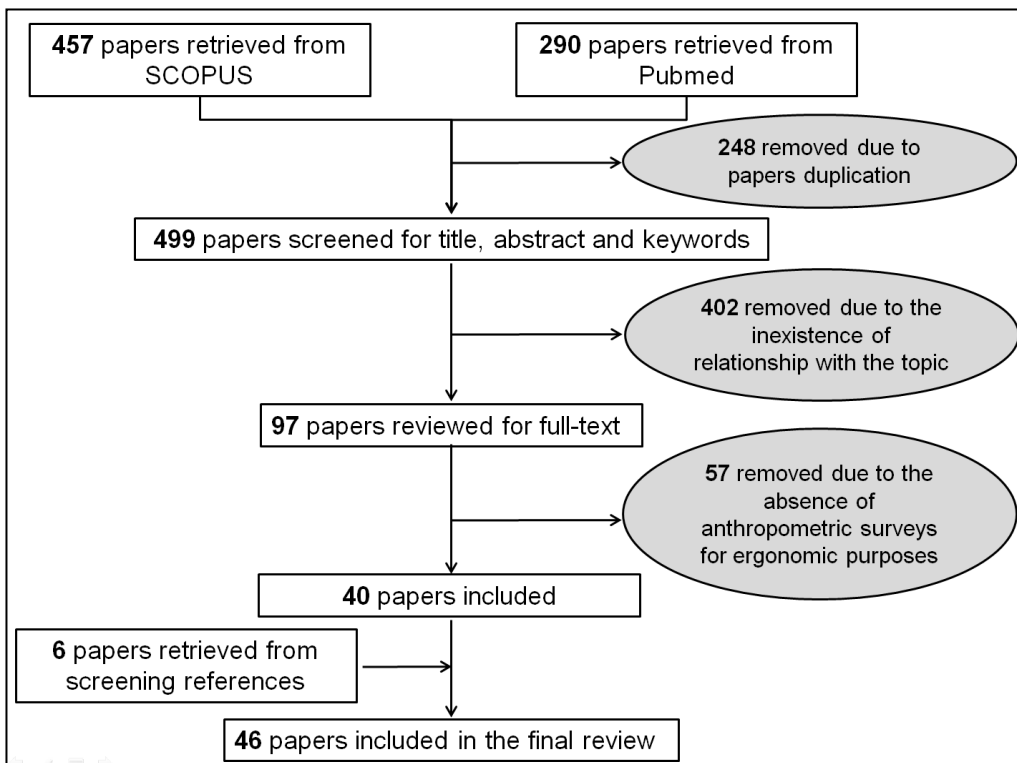 457 papers retrieved from
SCOPUS
290 papers retrieved from
Pubmed
248 removed due to
papers duplication
499 papers screened for title, abstract and keywords
402 removed due to the
inexistence of
relationship with the topic
97 papers reviewed for full-text
57 removed due to the
absence of
anthropometric surveys
for ergonomic purposes
40 papers included
6 papers retrieved from
screening references
46 papers included in the final review